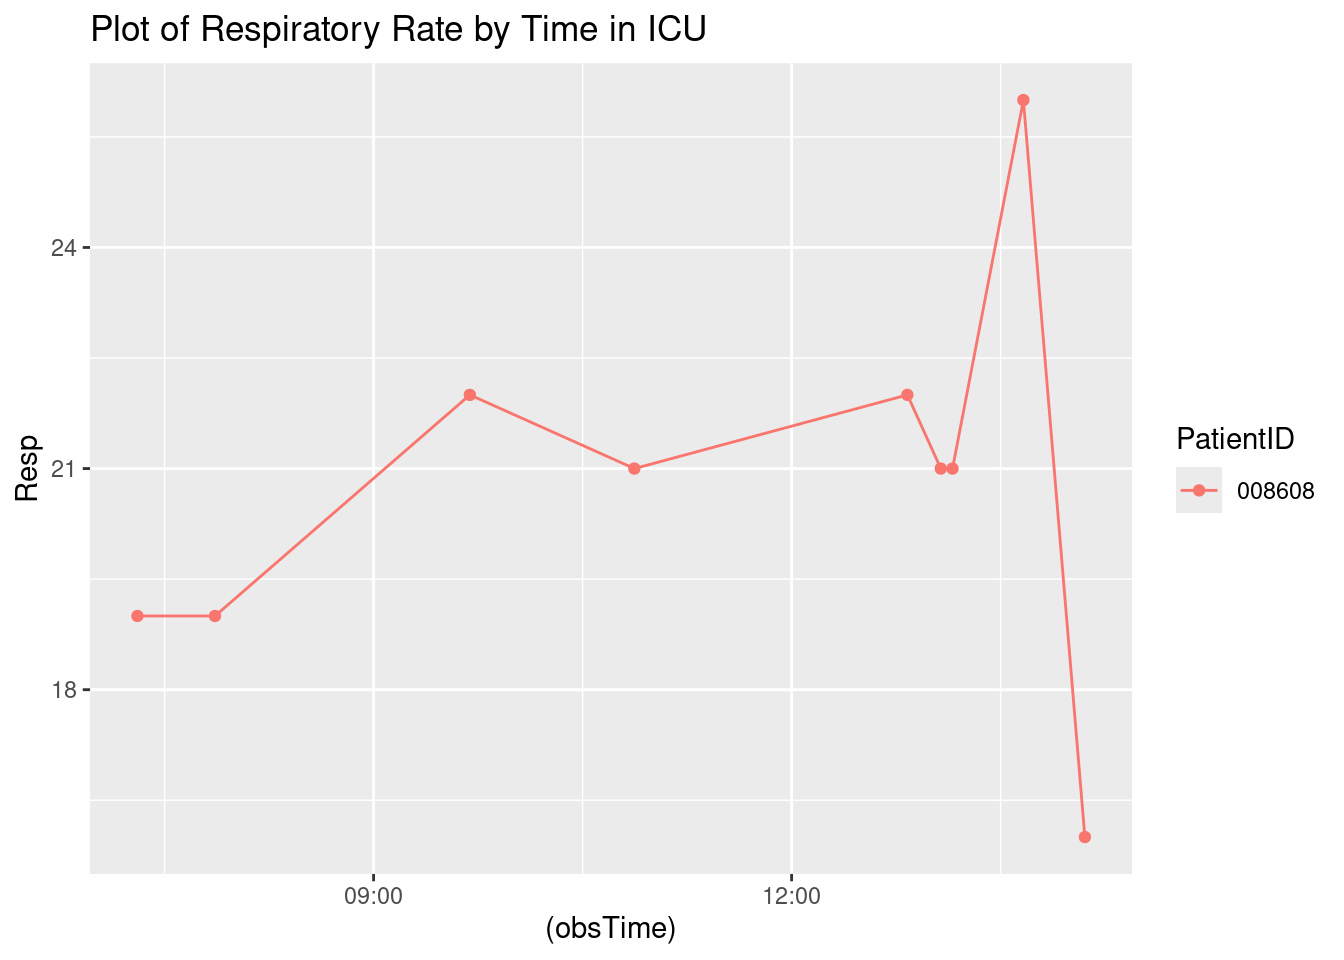 Plot of Respiratory Rate by Time in ICU
24
21
18
Resp
09:00
12:00
(obsTime)
PatientID
008608